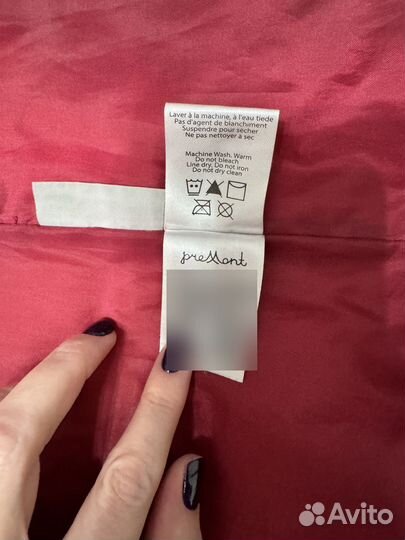 Laver à la machine, à l'eau tiede
Pas d'agent de blanchiment
Suspendre pour sécher
Ne pas nettoyer à sec
Machine Wash, Warm
Do not bleach
Line dry, Do not iron
Do not dry clean
preMont
Avito